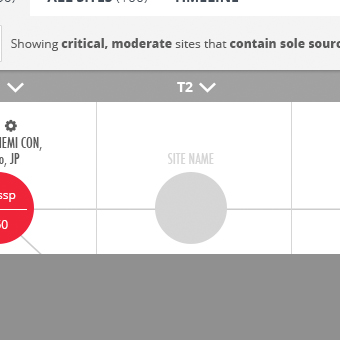 ALL SITES (100) TIMELINE
Showing critical, moderate sites that contain sole sourc
T2
EMI CON,
o, JP
SITE NAME
ssp
60